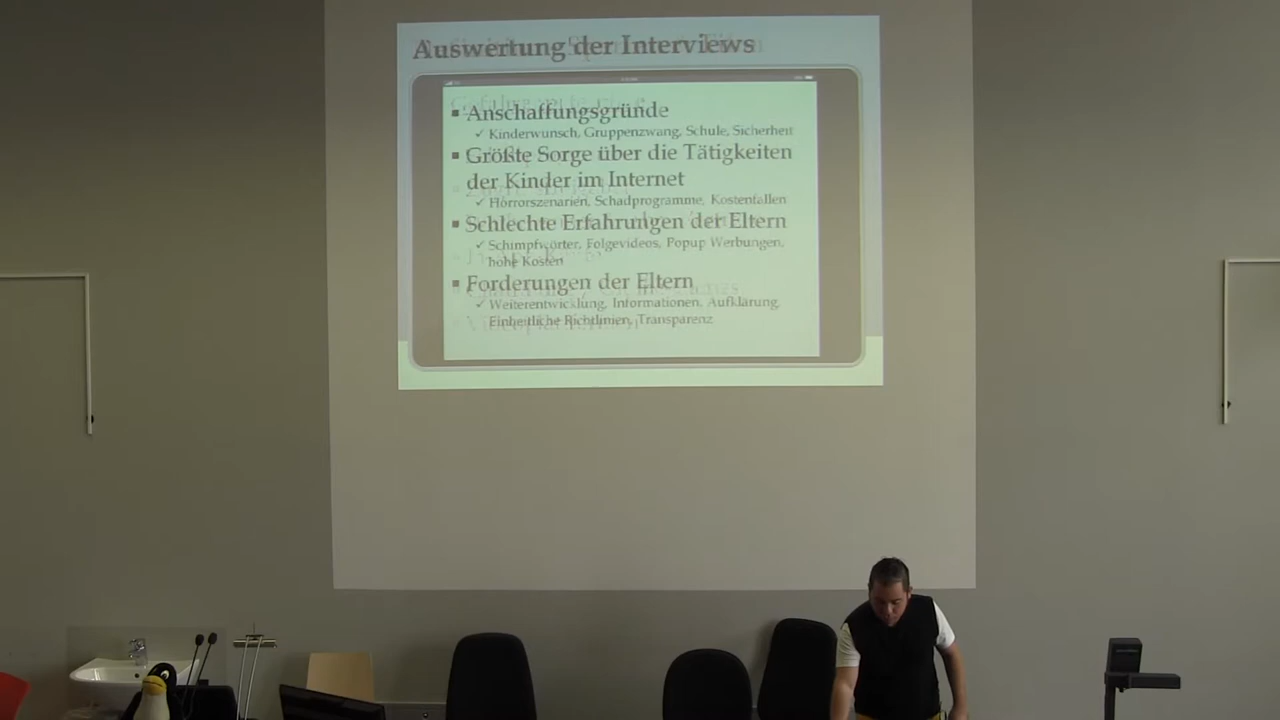 Auswertung der Interviews
▪ Anschaffungsgründe
✓ Kinderwunsch, Gruppenzwang, Schule, Sicherheit
▪ Größte Sorge über die Tätigkeiten
der Kinder im Internet
✓ Horrorszenarien, Schadprogramme, Kostenfallen
▪ Schlechte Erfahrungen der Eltern
✓ Schimpfwörter, Folgevideos, Popup Werbungen,
hohe Kosten
▪ Forderungen der Eltern
✓ Weiterentwicklung, Informationen, Aufklärung,
Einheitliche Richtlinien, Transparenz